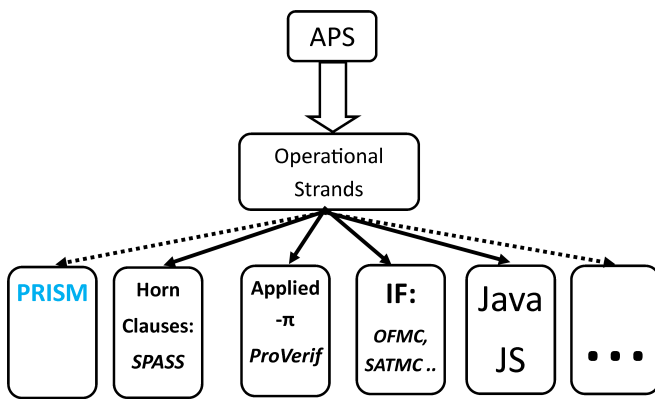 APS
Operational
Strands
PRISM
Horn
Clauses:
SPASS
Applied
-π
ProVerif
IF:
OFMC,
SATMC ..
Java
JS
...